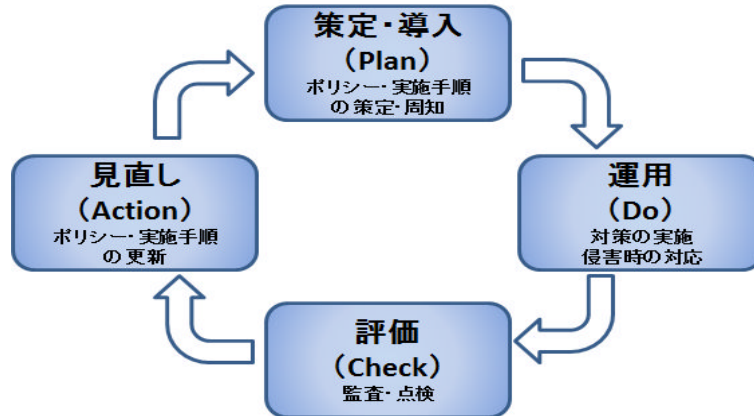 策定・導入
（Plan）
ポリシー・実施手順
の策定・周知
運用
（Do）
対策の実施
侵害時の対応
評価
（Check）
監査・点検
見直し
（Action）
ポリシー・実施手順
の更新